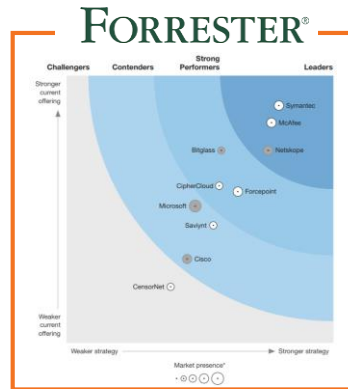 FORRESTER®
Challengers Contenders Strong Performers Leaders
Stronger current offering
Symantec
McAfee
Bitglass
Netskope
CipherCloud
Forcepoint
Microsoft
Saviynt
Cisco
CensorNet
Weaker current offering
Weaker strategy
Stronger strategy
Market presence*